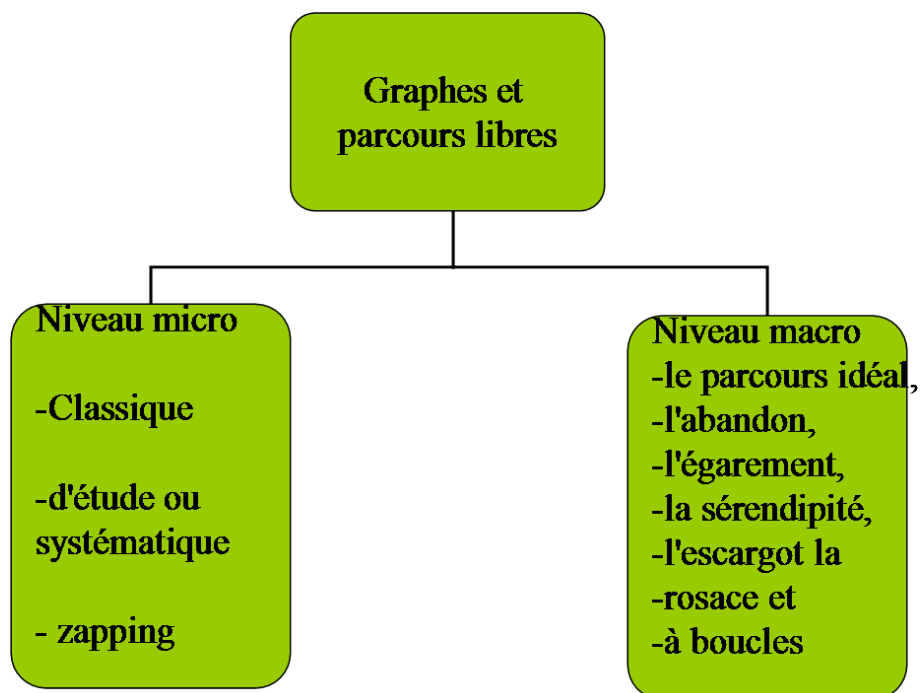 Graphes et
parcours libres
Niveau micro
-Classique
-d'étude ou
systématique
- zapping
Niveau macro
-le parcours idéal,
-l'abandon,
-l'égarement,
-la sérendipité,
-l'escargot la
-rosace et
-à boucles